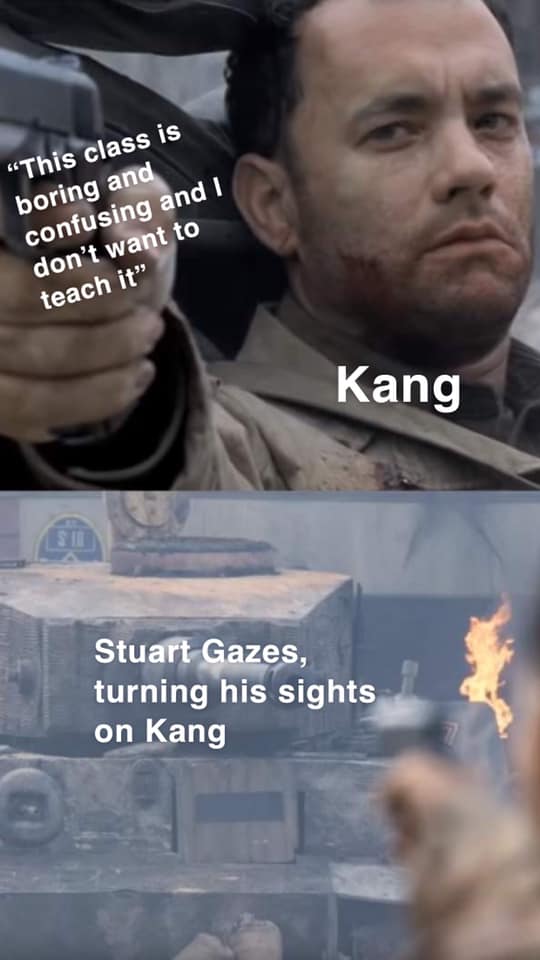 “This class is
boring and
confusing and I
don’t want to
teach it”
Kang
S 10
Stuart Gazes,
turning his sights
on Kang